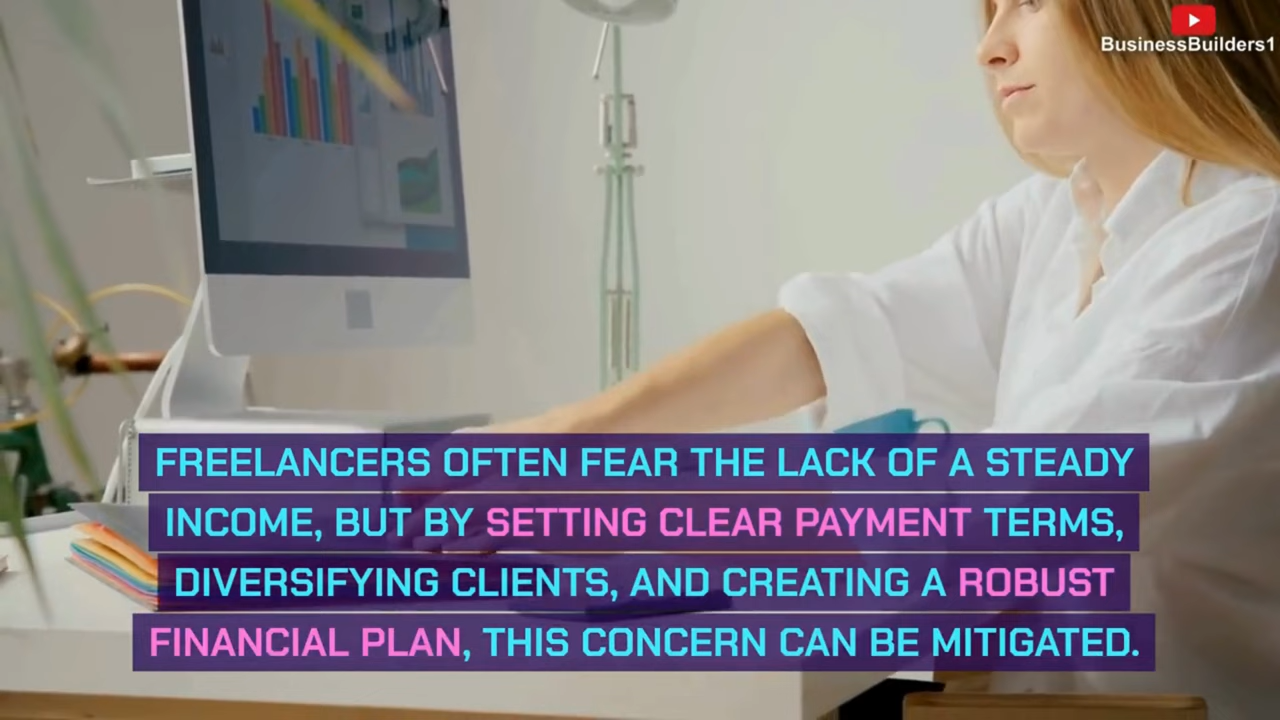 BusinessBuilders1
FREELANCERS OFTEN FEAR THE LACK OF A STEADY
INCOME, BUT BY SETTING CLEAR PAYMENT TERMS,
DIVERSIFYING CLIENTS, AND CREATING A ROBUST
FINANCIAL PLAN, THIS CONCERN CAN BE MITIGATED.